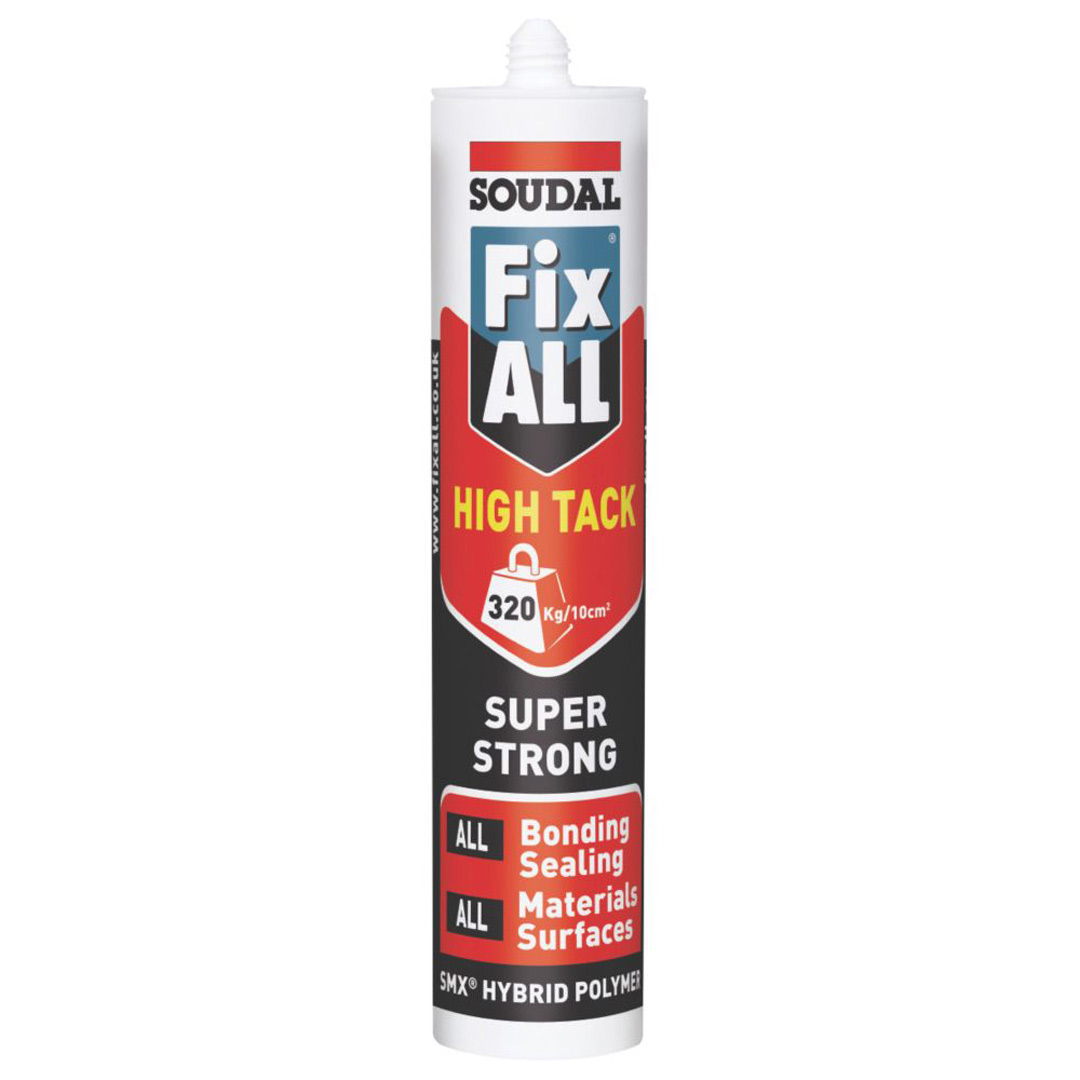 SOUDAL
Fix®
ALL
HIGH TACK
320 Kg/10cm²
SUPER
STRONG
ALL Bonding
Sealing
ALL Materials
Surfaces
SMX® HYBRID POLYMER
www.fixall.co.uk